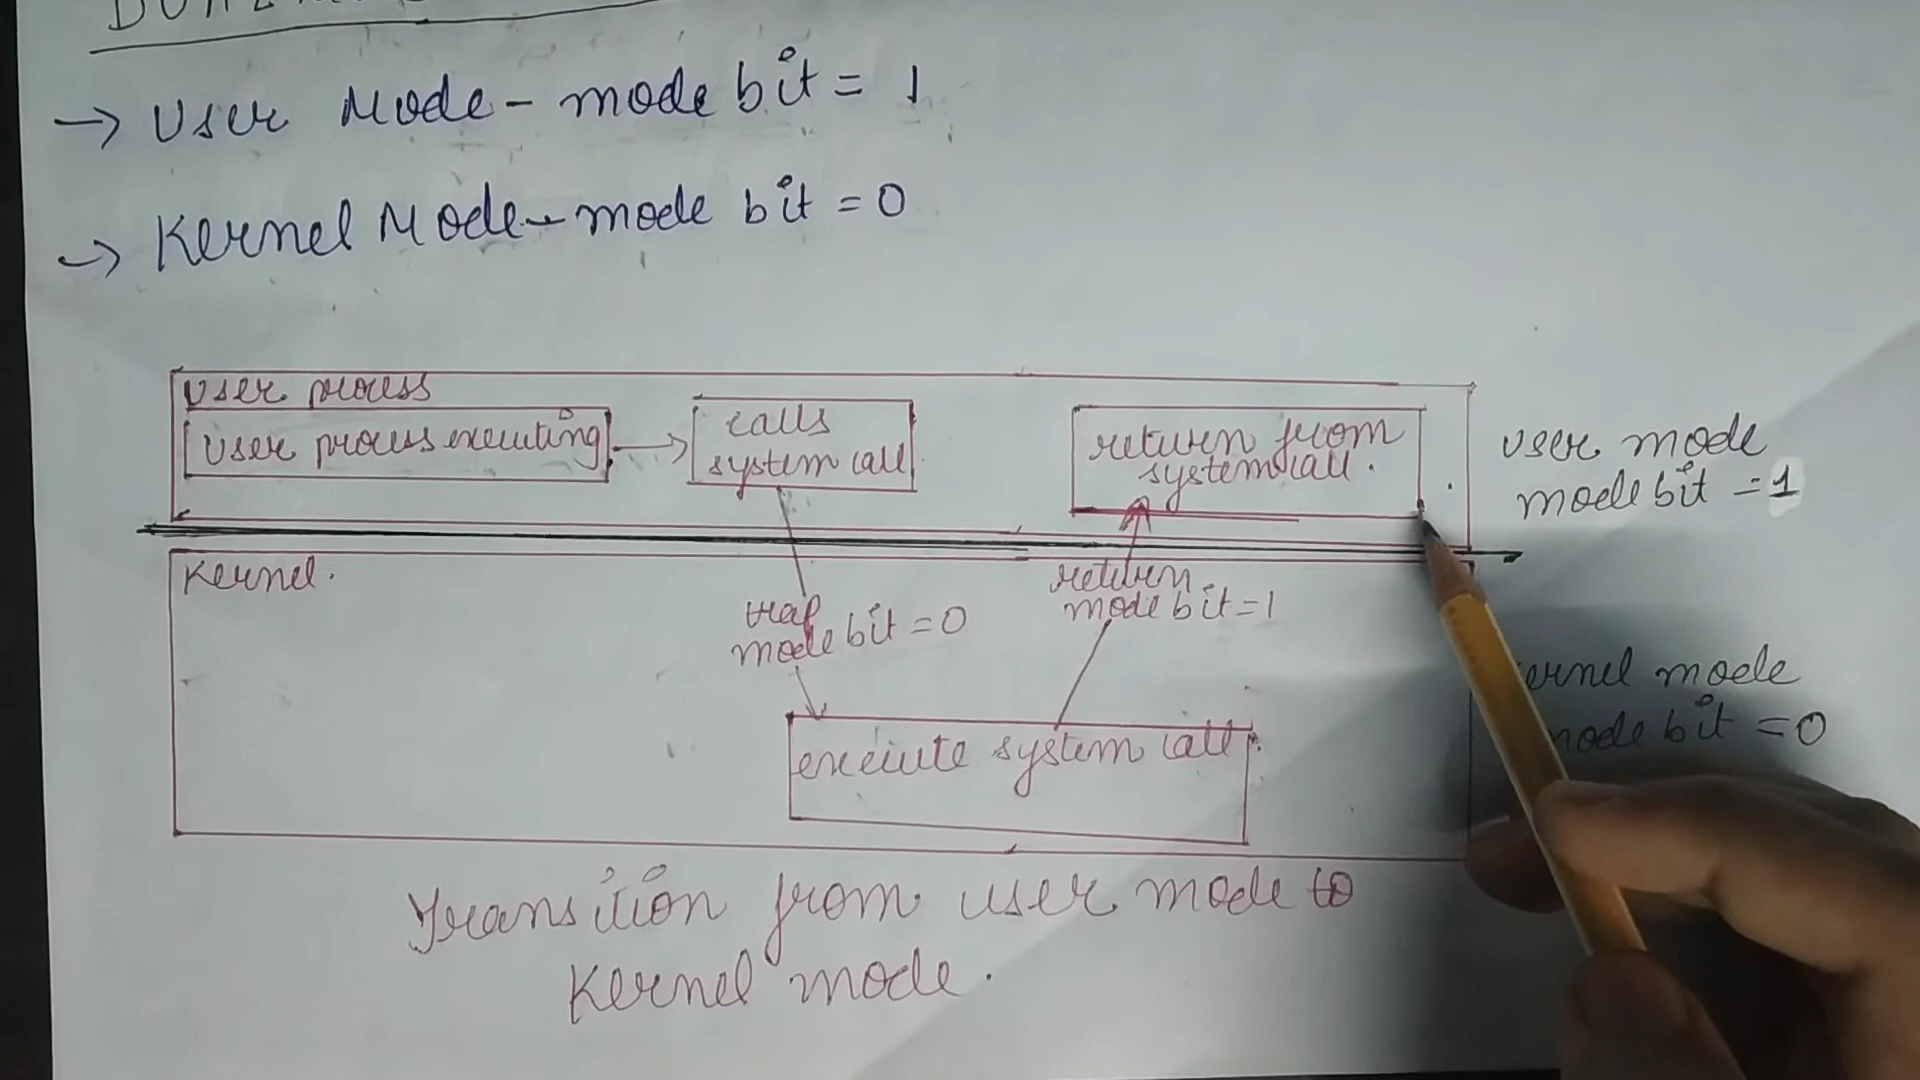 → User Mode - mode bit = 1
→ Kernel Mode - mode bit = 0
User process
User process executing
calls
system call
return from
system call.
user mode
mode bit = 1
Kernel.
trap
mode bit = 0
return
mode bit = 1
mode
mode bit = 0
execute system call
Transition from user mode to
Kernel mode.